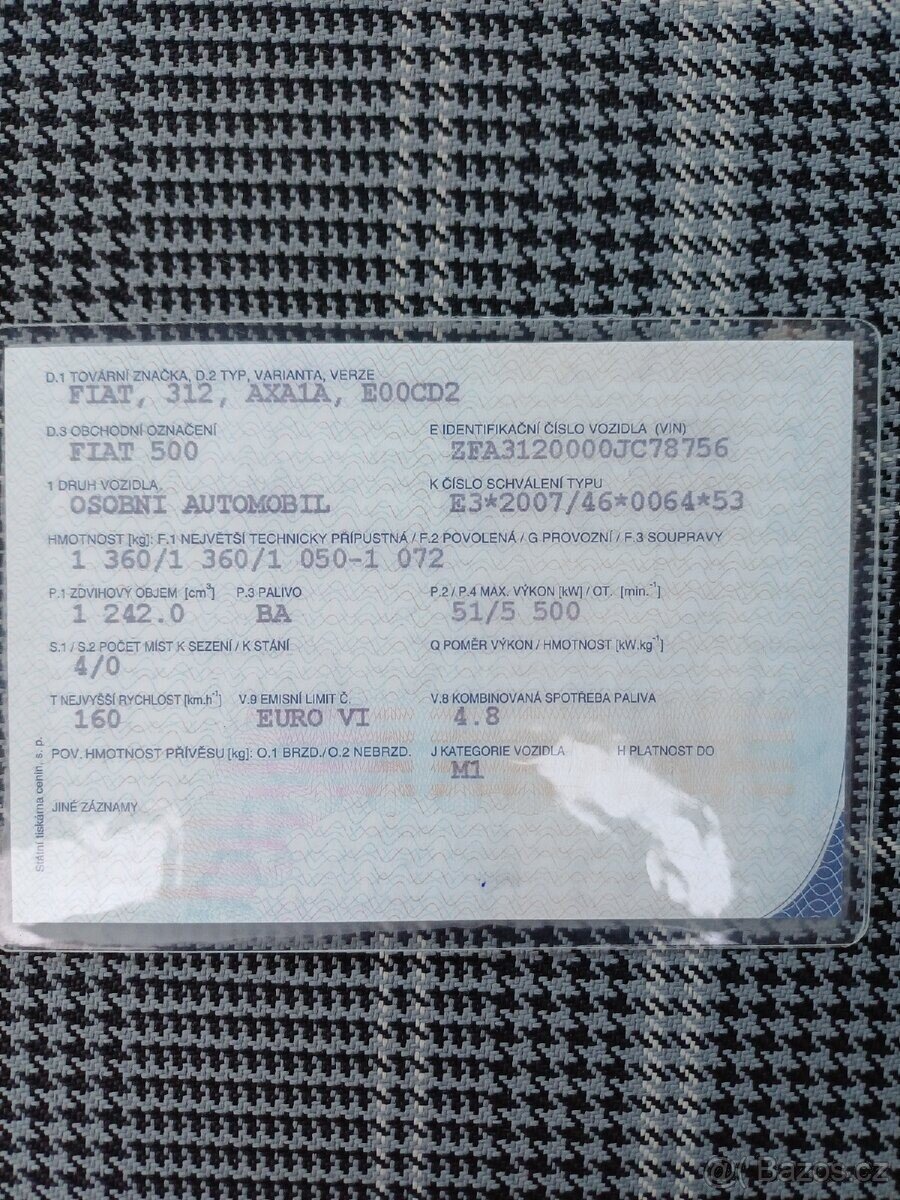 D.1 TOVÁRNÍ ZNAČKA, D.2 TYP, VARIANTA, VERZE
FIAT, 312, AXA1A, E00CD2
D.3 OBCHODNÍ OZNAČENÍ E IDENTIFIKAČNÍ ČÍSLO VOZIDLA (VIN)
FIAT 500 ZFA3120000JC78756
1 DRUH VOZIDLA K ČÍSLO SCHVÁLENÍ TYPU
OSOBNÍ AUTOMOBIL E3*2007/46*0064*53
HMOTNOST [kg]: F.1 NEJVĚTŠÍ TECHNICKY PŘÍPUSTNÁ / F.2 POVOLENÁ / G PROVOZNÍ / F.3 SOUPRAVY
1 360/1 360/1 050-1 072
P.1 ZDVIHOVÝ OBJEM [cm³] P.3 PALIVO P.2 / P.4 MAX. VÝKON [kW] / OT. [min.⁻¹]
1 242.0 BA 51/5 500
S.1 / S.2 POČET MÍST K SEZENÍ / K STÁNÍ Q POMĚR VÝKON / HMOTNOST [kW.kg⁻¹]
4/0
T NEJVYŠŠÍ RYCHLOST [km.h⁻¹] V.9 EMISNÍ LIMIT Č. V.8 KOMBINOVANÁ SPOTŘEBA PALIVA
160 EURO VI 4.8
POV. HMOTNOST PŘÍVĚSU [kg]: O.1 BRZD./ O.2 NEBRZD. J KATEGORIE VOZIDLA H PLATNOST DO
M1
JINÉ ZÁZNAMY
Státní tiskárna cenin, s. p.
Bazoš.cz